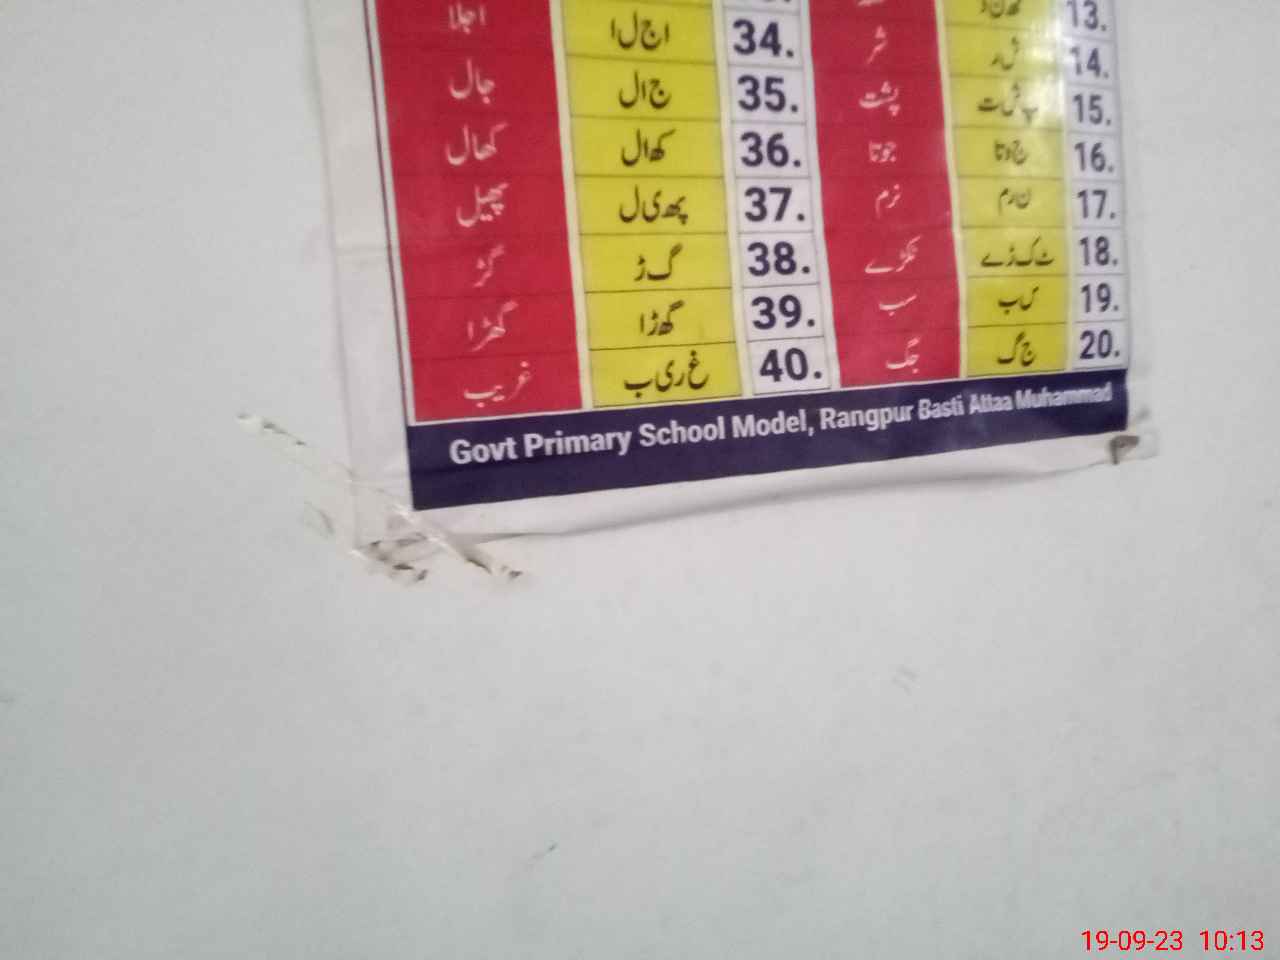 13.
34. ا ج ل ا اجلا
14. ش ر شر
35. ج ا ل جال
15. پ ش ت پشت
36. کھ ا ل کھال
16. ج و ت ا جوتا
37. پھ ی ل پھیل
17. ن ر م نرم
38. گ ڑ گڑ
18. ٹ ک ڑ ے ٹکڑے
39. گھ ڑ ا گھڑا
19. س ب سب
40. غ ر ی ب غریب
20. ج گ جگ
Govt Primary School Model, Rangpur Basti Attaa Muhammad
19-09-23 10:13